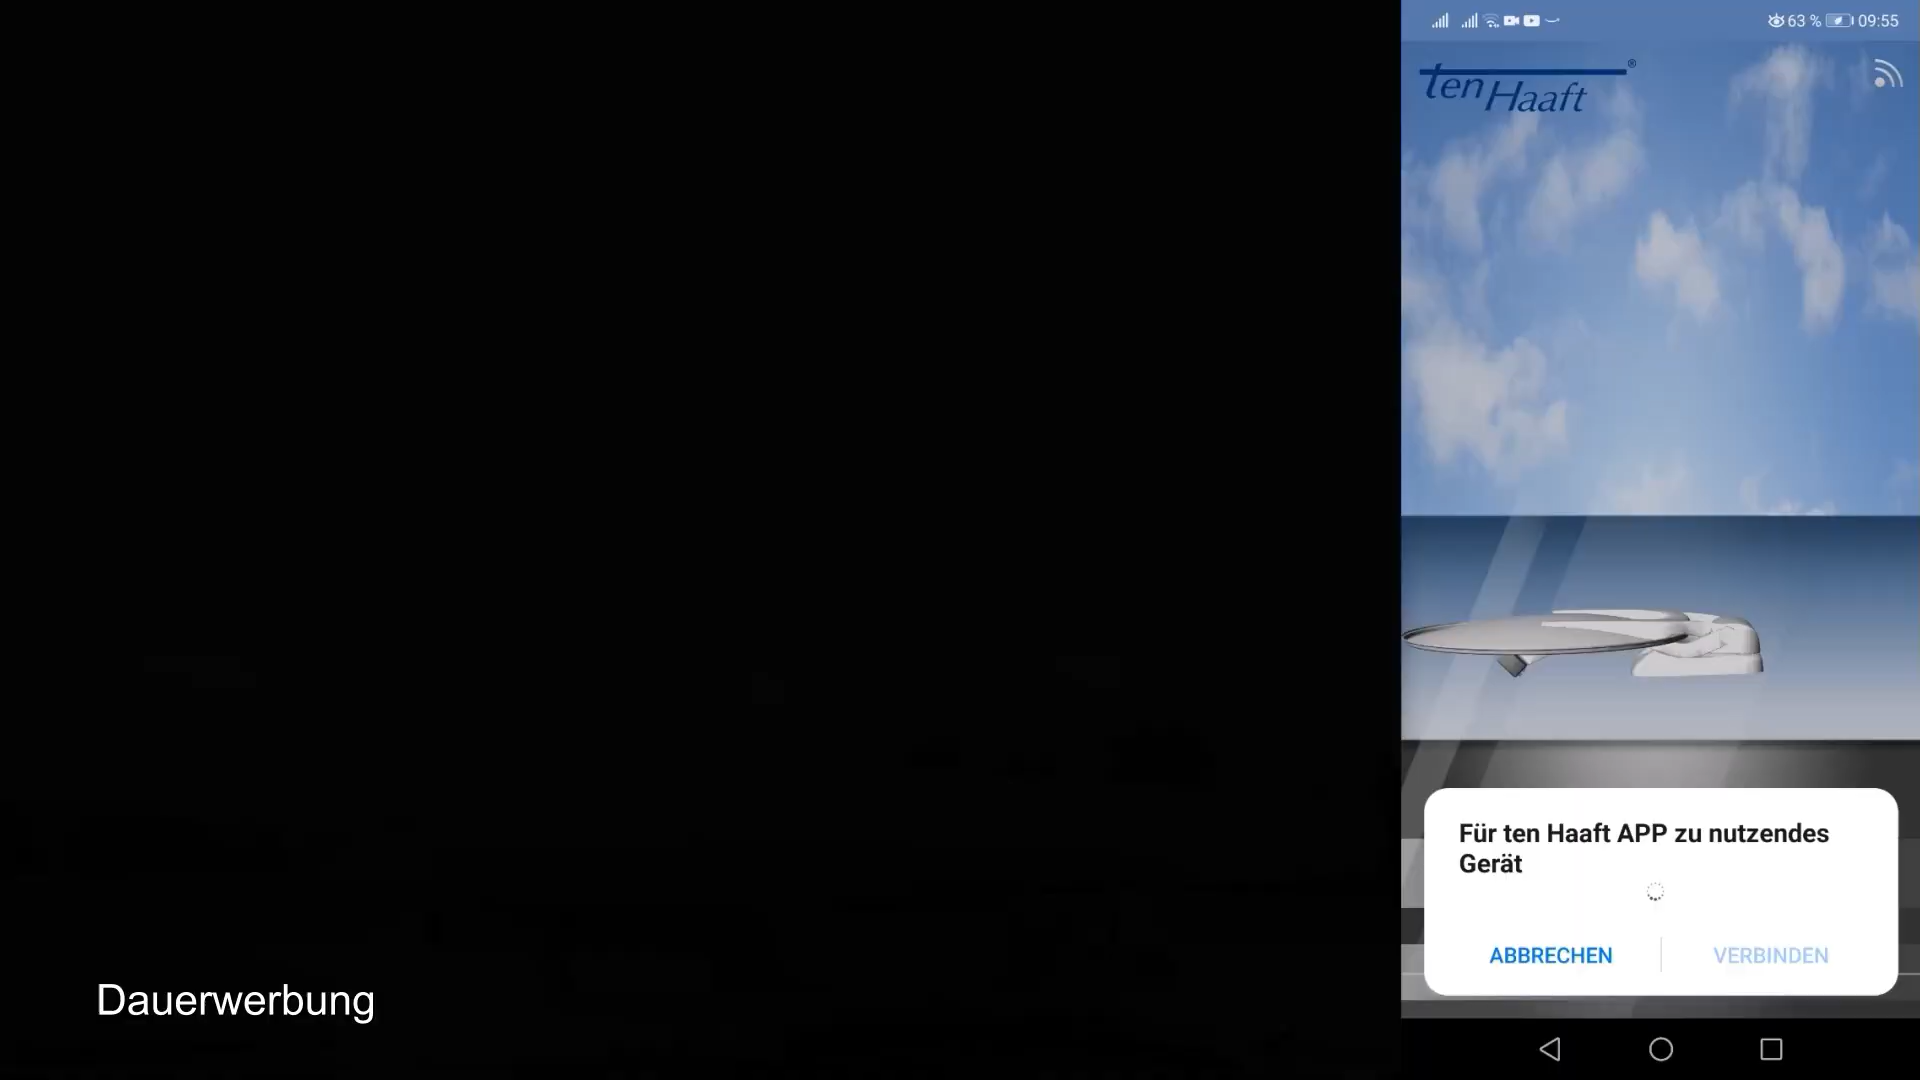 63 % 09:55
ten Haaft®
Für ten Haaft APP zu nutzendes
Gerät
ABBRECHEN VERBINDEN
Dauerwerbung